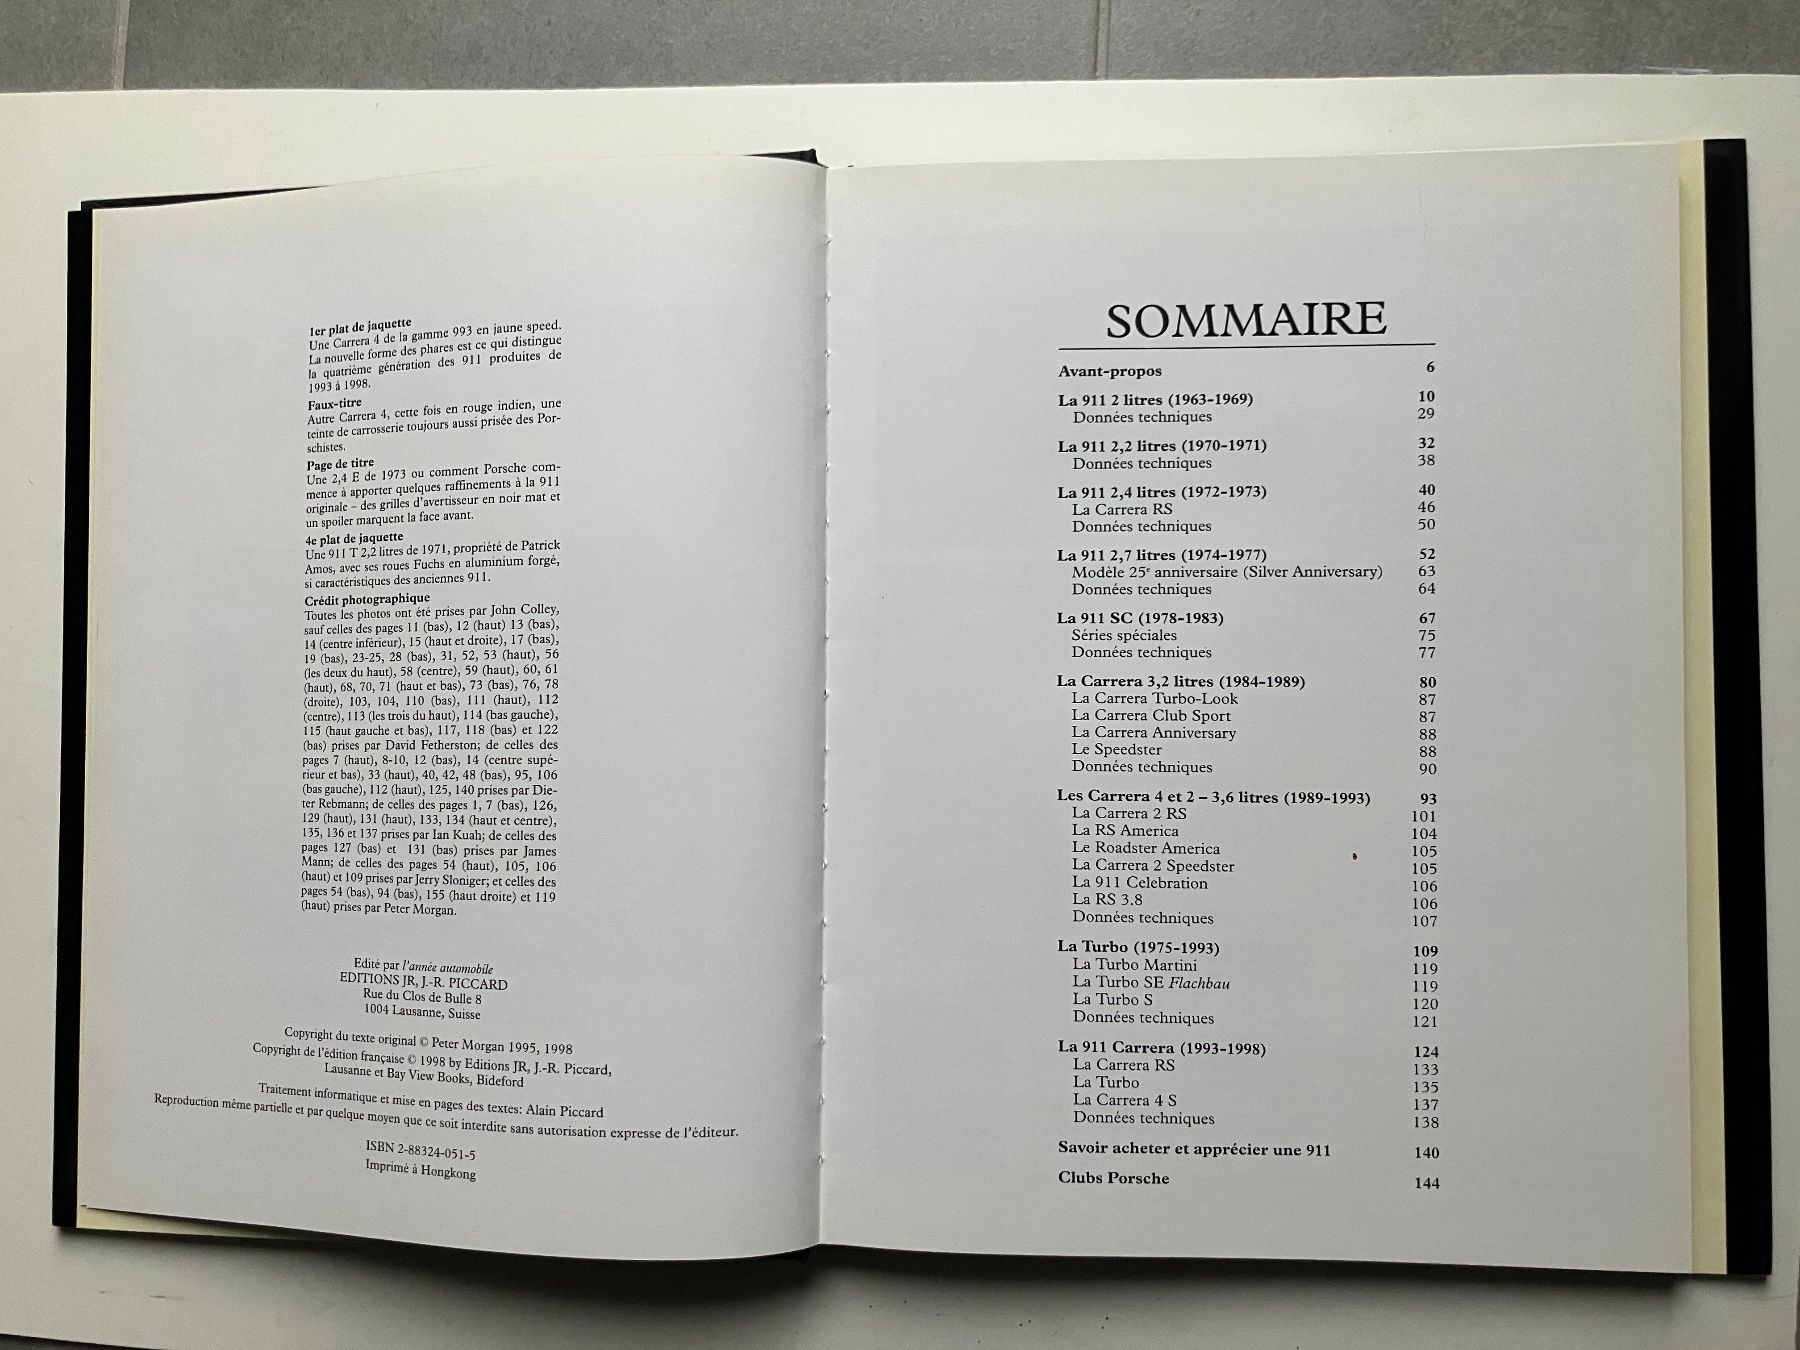 1er plat de jaquette
Une Carrera 4 de la gamme 993 en jaune speed.
La nouvelle forme des phares est ce qui distingue
la quatrième génération des 911 produites de
1993 à 1998.
Faux-titre
Autre Carrera 4, cette fois en rouge indien, une
teinte de carrosserie toujours aussi prisée des Por-
schistes.
Page de titre
Une 2,4 E de 1973 ou comment Porsche com-
mence à apporter quelques raffinements à la 911
originale – des grilles d'avertisseur en noir mat et
un spoiler marquent la face avant.
4e plat de jaquette
Une 911 T 2,2 litres de 1971, propriété de Patrick
Amos, avec ses roues Fuchs en aluminium forgé,
si caractéristiques des anciennes 911.
Crédit photographique
Toutes les photos ont été prises par John Colley,
sauf celles des pages 11 (bas), 12 (haut) 13 (bas),
14 (centre inférieur), 15 (haut et droite), 17 (bas),
19 (bas), 23-25, 28 (bas), 31, 52, 53 (haut), 56
(les deux du haut), 58 (centre), 59 (haut), 60, 61
(haut), 68, 70, 71 (haut et bas), 73 (bas), 76, 78
(droite), 103, 104, 110 (bas), 111 (haut), 112
(centre), 113 (les trois du haut), 114 (bas gauche),
115 (haut gauche et bas), 117, 118 (bas) et 122
(bas) prises par David Fetherston; de celles des
pages 7 (haut), 8-10, 12 (bas), 14 (centre supé-
rieur et bas), 33 (haut), 40, 42, 48 (bas), 95, 106
(bas gauche), 112 (haut), 125, 140 prises par Die-
ter Rebmann; de celles des pages 1, 7 (bas), 126,
129 (haut), 131 (haut), 133, 134 (haut et centre),
135, 136 et 137 prises par Ian Kuah; de celles des
pages 127 (bas) et 131 (bas) prises par James
Mann; de celles des pages 54 (haut), 105, 106
(haut) et 109 prises par Jerry Sloniger; et celles des
pages 54 (bas), 94 (bas), 155 (haut droite) et 119
(haut) prises par Peter Morgan.
Edité par l'année automobile
EDITIONS JR, J.-R. PICCARD
Rue du Clos de Bulle 8
1004 Lausanne, Suisse
Copyright du texte original © Peter Morgan 1995, 1998
Copyright de l'édition française © 1998 by Editions JR, J.-R. Piccard,
Lausanne et Bay View Books, Bideford
Traitement informatique et mise en pages des textes: Alain Piccard
Reproduction même partielle et par quelque moyen que ce soit interdite sans autorisation expresse de l'éditeur.
ISBN 2-88324-051-5
Imprimé à Hongkong
SOMMAIRE
Avant-propos 6
La 911 2 litres (1963-1969) 10
Données techniques 29
La 911 2,2 litres (1970-1971) 32
Données techniques 38
La 911 2,4 litres (1972-1973) 40
La Carrera RS 46
Données techniques 50
La 911 2,7 litres (1974-1977) 52
Modèle 25e anniversaire (Silver Anniversary) 63
Données techniques 64
La 911 SC (1978-1983) 67
Séries spéciales 75
Données techniques 77
La Carrera 3,2 litres (1984-1989) 80
La Carrera Turbo-Look 87
La Carrera Club Sport 87
La Carrera Anniversary 88
Le Speedster 88
Données techniques 90
Les Carrera 4 et 2 – 3,6 litres (1989-1993) 93
La Carrera 2 RS 101
La RS America 104
Le Roadster America 105
La Carrera 2 Speedster 105
La 911 Celebration 106
La RS 3.8 106
Données techniques 107
La Turbo (1975-1993) 109
La Turbo Martini 119
La Turbo SE Flachbau 119
La Turbo S 120
Données techniques 121
La 911 Carrera (1993-1998) 124
La Carrera RS 133
La Turbo 135
La Carrera 4 S 137
Données techniques 138
Savoir acheter et apprécier une 911 140
Clubs Porsche 144